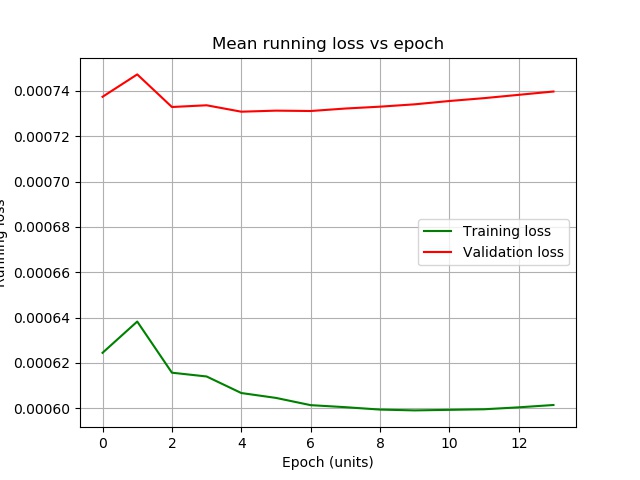 Mean running loss vs epoch
0.00074
0.00072
0.00070
0.00068
0.00066
0.00064
0.00062
0.00060
Running loss
Training loss
Validation loss
0 2 4 6 8 10 12
Epoch (units)